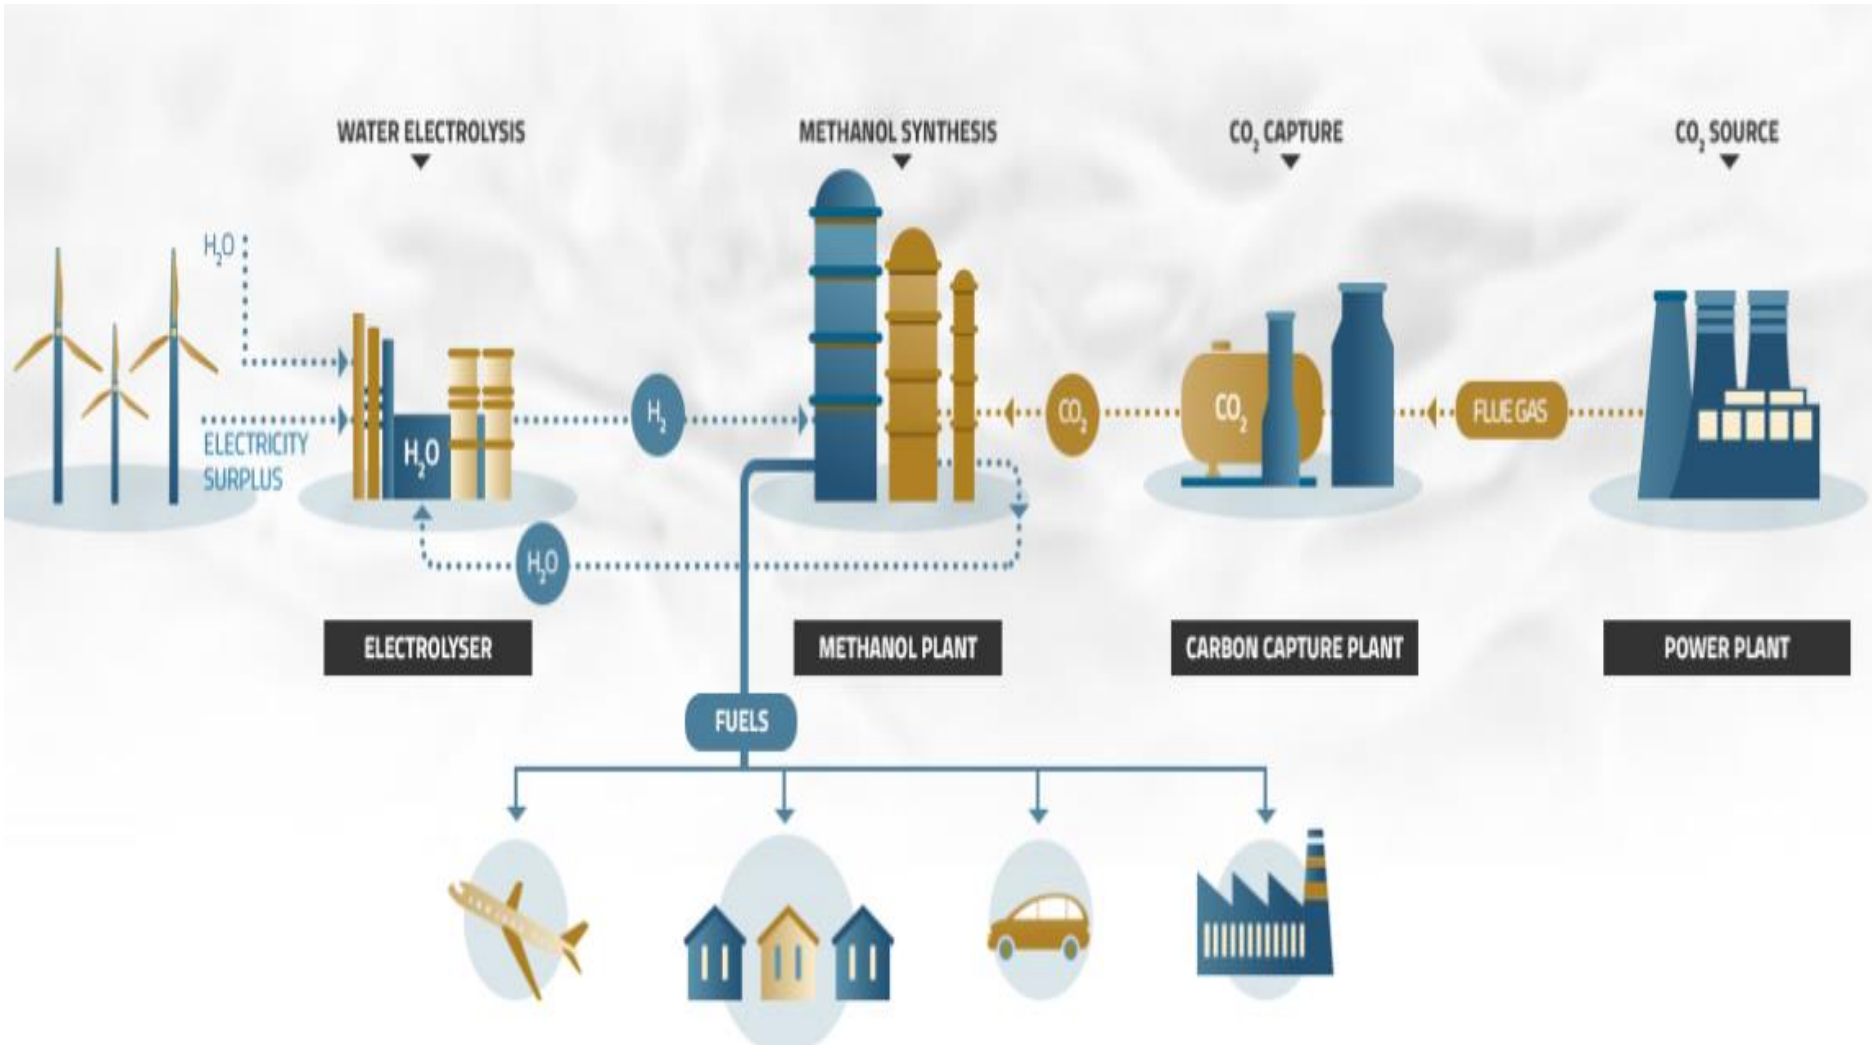 WATER ELECTROLYSIS
METHANOL SYNTHESIS
CO₂ CAPTURE
CO₂ SOURCE
H₂O
ELECTRICITY
SURPLUS
H₂O
H₂
CO₂
CO₂
FLUE GAS
H₂O
ELECTROLYSER
METHANOL PLANT
CARBON CAPTURE PLANT
POWER PLANT
FUELS